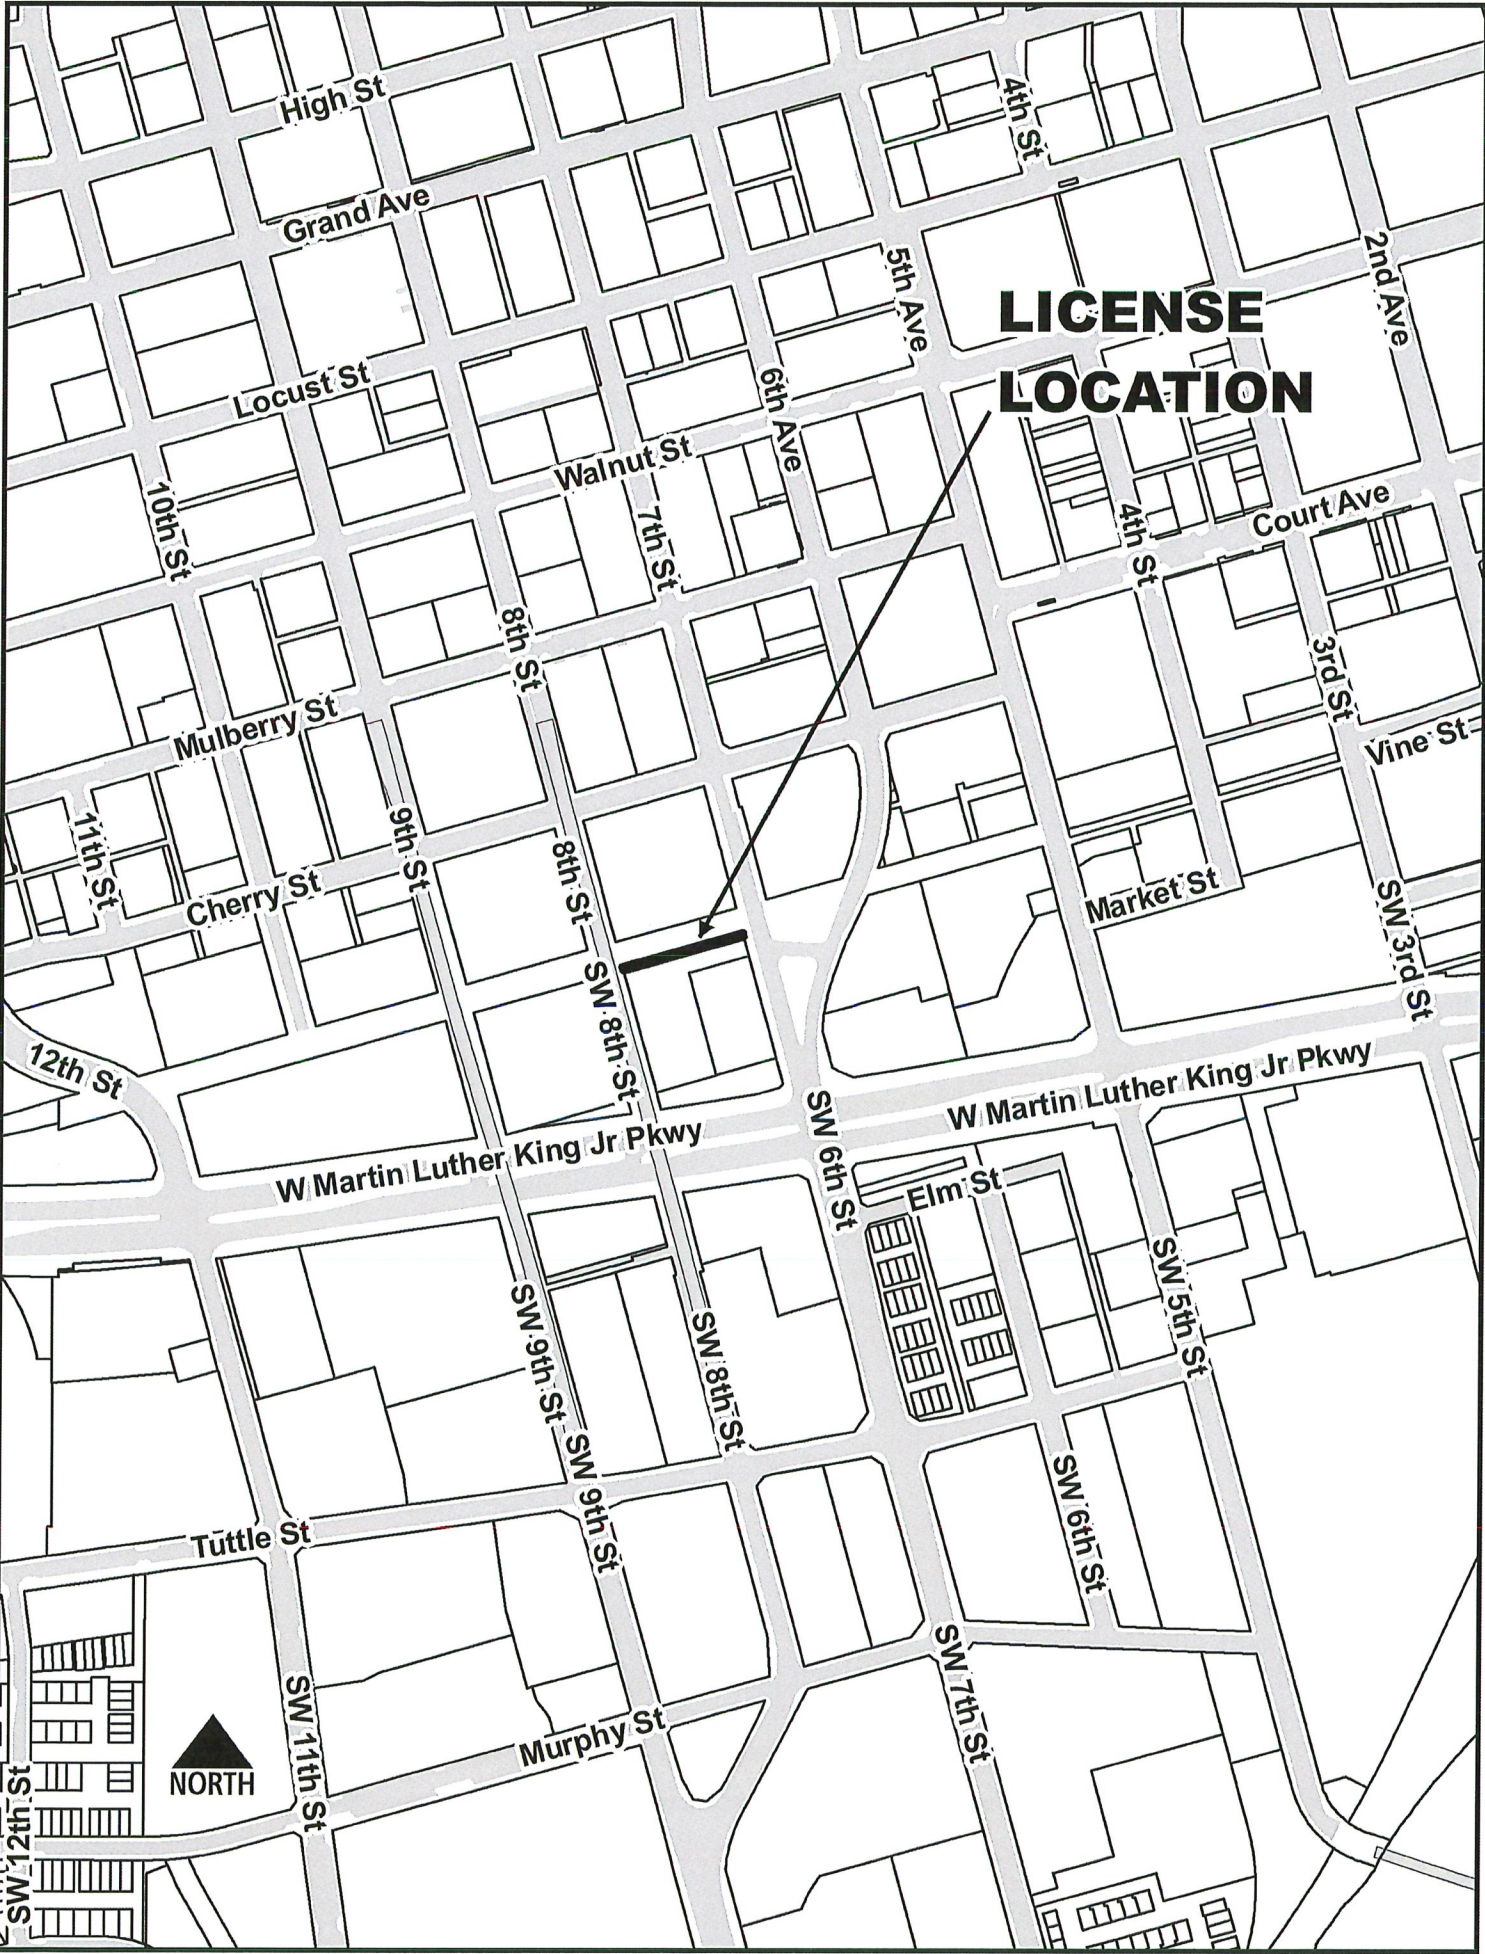 High St
4th St
Grand Ave
5th Ave
2nd Ave
LICENSE
LOCATION
Locust St
6th Ave
Walnut St
10th St
7th St
Court Ave
4th St
8th St
3rd St
Mulberry St
Vine St
11th St
9th St
8th St
Cherry St
Market St
SW 3rd St
SW 8th St
12th St
W Martin Luther King Jr Pkwy
W Martin Luther King Jr Pkwy
SW 6th St
Elm St
SW 5th St
SW 9th St
SW 8th St
SW 9th St
SW 6th St
Tuttle St
SW 7th St
SW 11th St
Murphy St
NORTH
SW 12th St